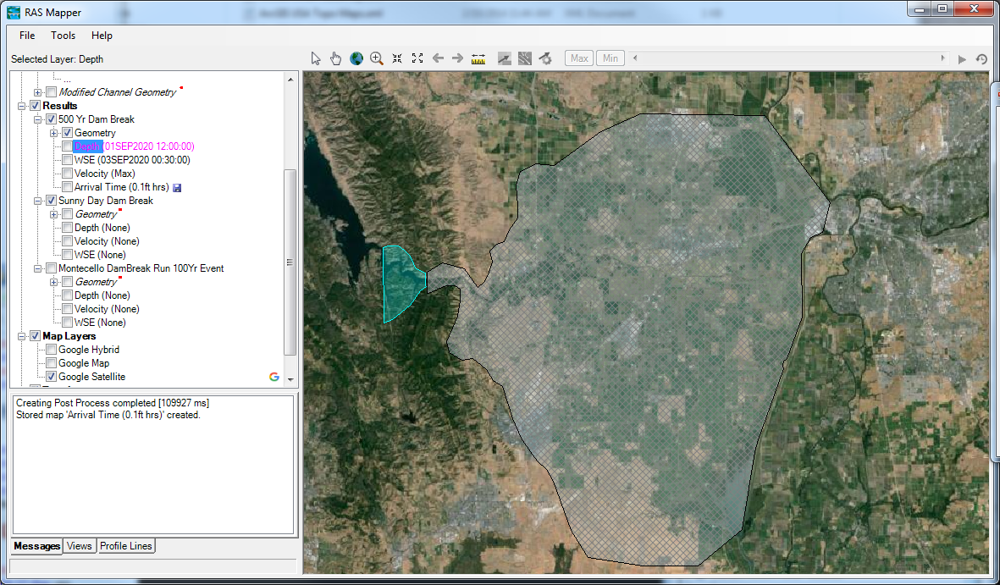 RAS Mapper
File Tools Help
Selected Layer: Depth
Max Min
...
Modified Channel Geometry
Results
500 Yr Dam Break
Geometry
Depth (01SEP2020 12:00:00)
WSE (03SEP2020 00:30:00)
Velocity (Max)
Arrival Time (0.1ft hrs)
Sunny Day Dam Break
Geometry
Depth (None)
Velocity (None)
WSE (None)
Montecello DamBreak Run 100Yr Event
Geometry
Depth (None)
Velocity (None)
WSE (None)
Map Layers
Google Hybrid
Google Map
Google Satellite
G
Creating Post Process completed [109927 ms]
Stored map 'Arrival Time (0.1ft hrs)' created.
Messages Views Profile Lines